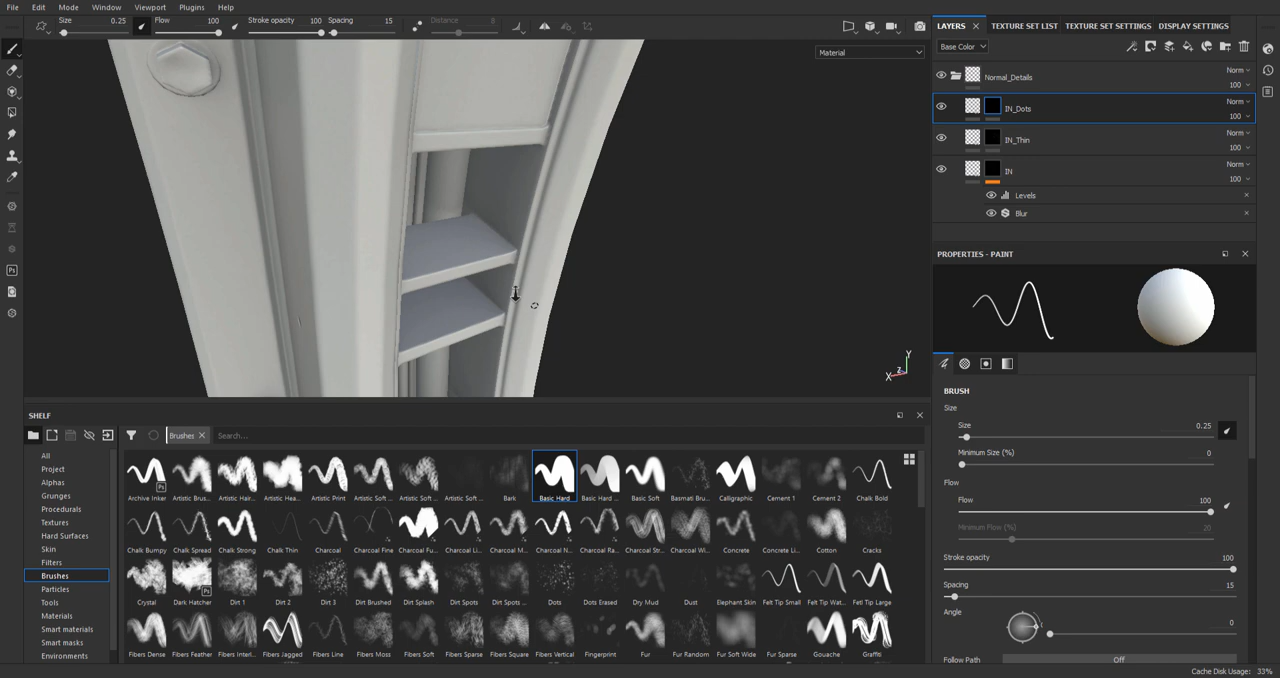 File Edit Mode Window Viewport Plugins Help
Size 0.25 Flow 100 Stroke opacity 100 Spacing 15 Distance 8
Material
Y
X Z
LAYERS TEXTURE SET LIST TEXTURE SET SETTINGS DISPLAY SETTINGS
Base Color
Normal_Details Norm 100
IN_Dots Norm 100
IN_Thin Norm 100
IN Norm 100
Levels
Blur
PROPERTIES - PAINT
BRUSH
Size
Size 0.25
Minimum Size (%) 0
Flow
Flow 100
Minimum Flow (%) 20
Stroke opacity 100
Spacing 15
Angle
0
Follow Path Off
SHELF
Brushes Search...
All
Project
Alphas
Grunges
Procedurals
Textures
Hard Surfaces
Skin
Filters
Brushes
Particles
Tools
Materials
Smart materials
Smart masks
Environments
Archive Inker Artistic Brus... Artistic Hair... Artistic Hea... Artistic Print Artistic Soft ... Artistic Soft ... Artistic Soft ... Bark Basic Hard Basic Hard ... Basic Soft Basmati Bru... Calligraphic Cement 1 Cement 2 Chalk Bold
Chalk Bumpy Chalk Spread Chalk Strong Chalk Thin Charcoal Charcoal Fine Charcoal Fu... Charcoal Li... Charcoal M... Charcoal N... Charcoal Ra... Charcoal Str... Charcoal Wi... Concrete Concrete Li... Cotton Cracks
Crystal Dark Hatcher Dirt 1 Dirt 2 Dirt 3 Dirt Brushed Dirt Splash Dirt Spots Dirt Spots ... Dots Dots Erased Dry Mud Dust Elephant Skin Felt Tip Small Felt Tip Wat... Felt Tip Large
Fibers Dense Fibers Feather Fibers Interl... Fibers Jagged Fibers Line Fibers Moss Fibers Soft Fibers Sparse Fibers Square Fibers Vertical Fingerprint Fur Fur Random Fur Soft Wide Fur Sparse Gouache Graffiti
Cache Disk Usage: 33%